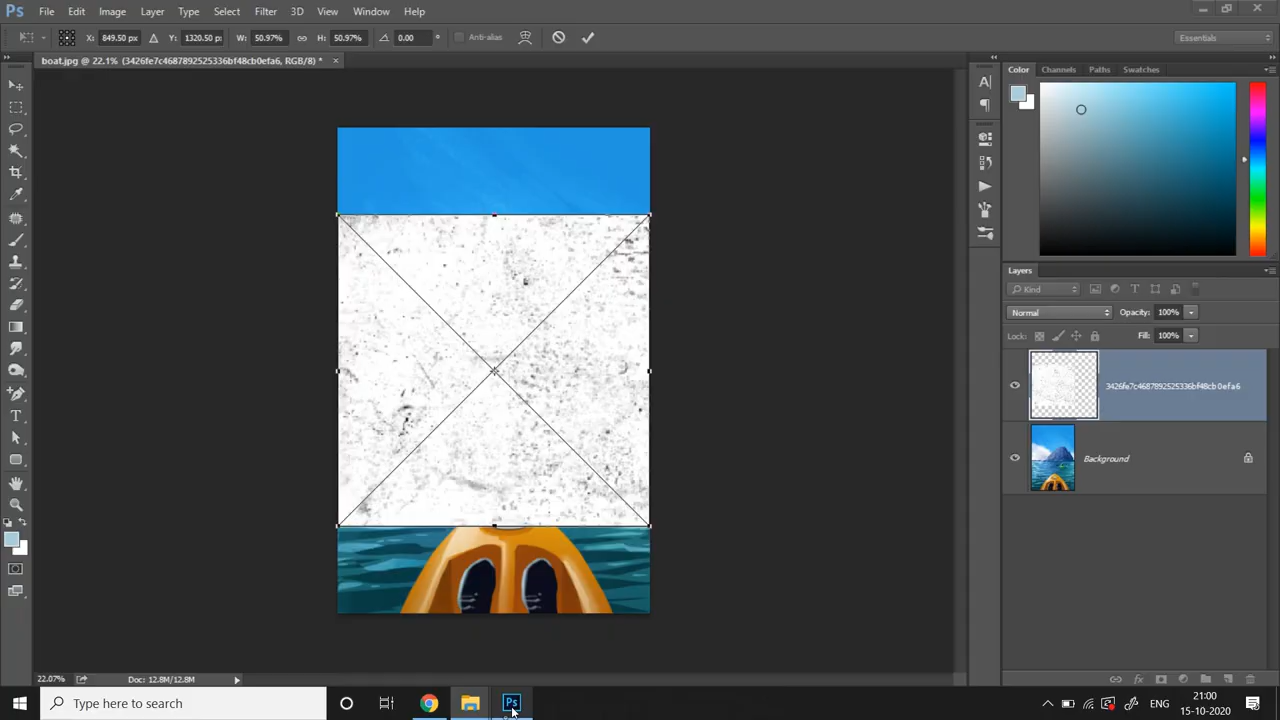 Ps File Edit Image Layer Type Select Filter 3D View Window Help
X: 849.50 px Y: 1320.50 px W: 50.97% H: 50.97% 0.00 ° Anti-alias Essentials
boat.jpg @ 22.1% (3426fe7c4687892525336bf48cb0efa6, RGB/8) * ×
Color Channels Paths Swatches
Layers
Kind
Normal Opacity: 100%
Lock: Fill: 100%
3426fe7c4687892525336bf48cb0efa6
Background
22.07% Doc: 12.8M/12.8M
Type here to search
Ps
21:00
15-10-2020